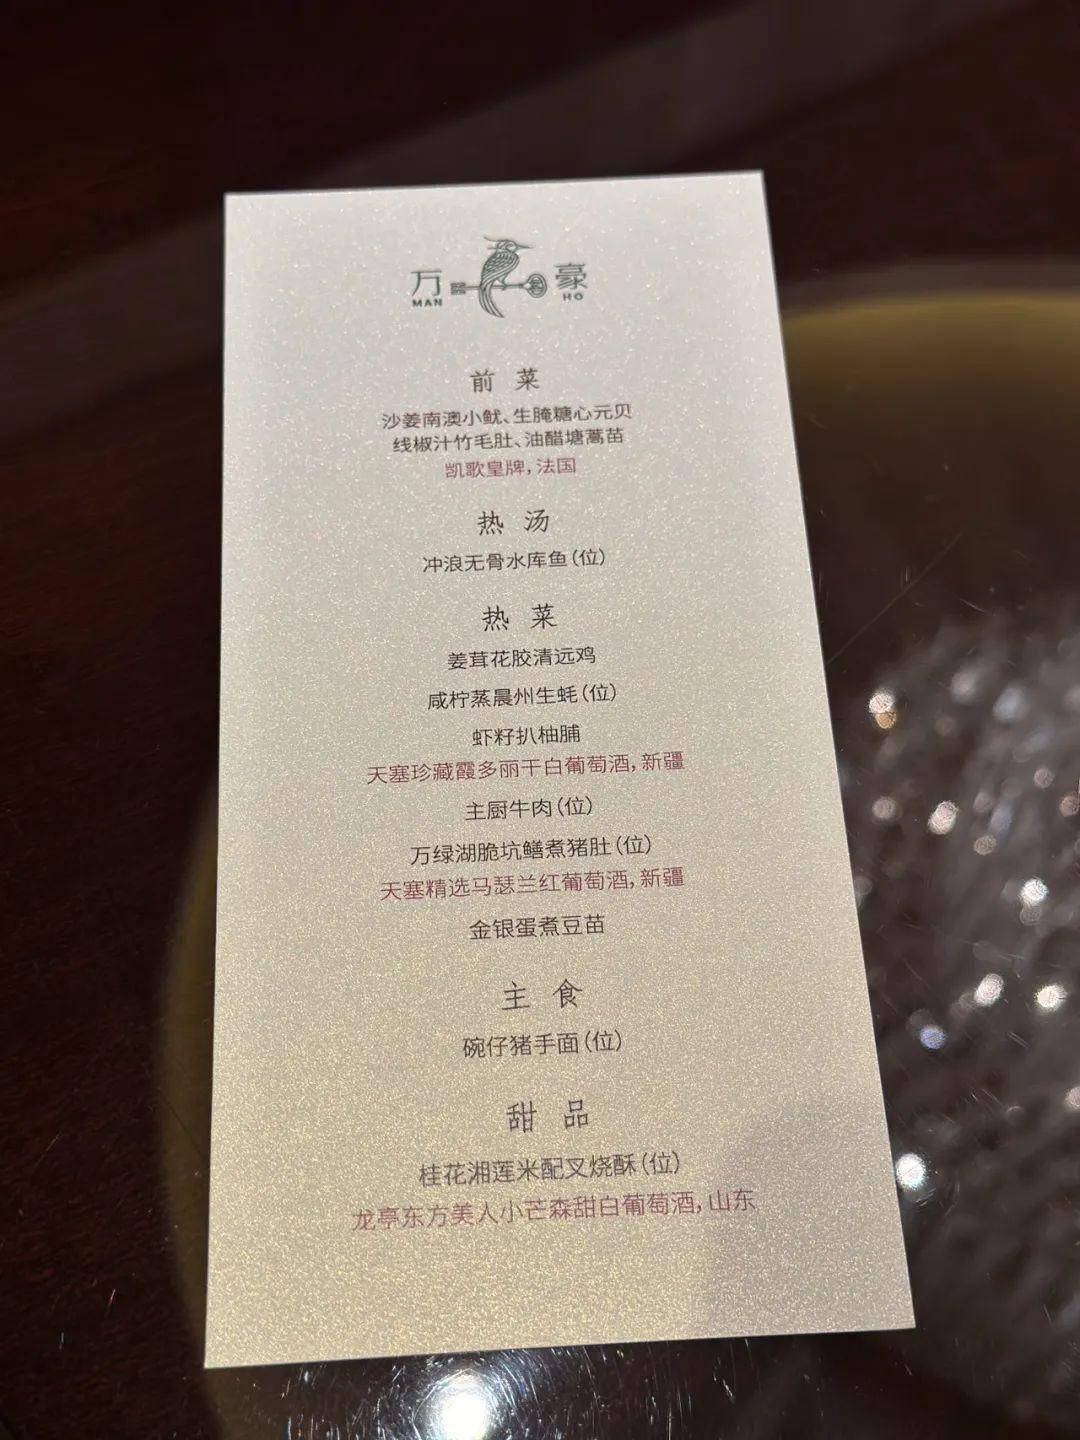 万豪
MAN HO
前菜
沙姜南澳小鱿、生腌糖心元贝
线椒汁竹毛肚、油醋塘蒿苗
凯歌皇牌, 法国
热汤
冲浪无骨水库鱼(位)
热菜
姜茸花胶清远鸡
咸柠蒸晨州生蚝(位)
虾籽扒柚脯
天塞珍藏霞多丽干白葡萄酒, 新疆
主厨牛肉(位)
万绿湖脆坑鳝煮猪肚(位)
天塞精选马瑟兰红葡萄酒, 新疆
金银蛋煮豆苗
主食
碗仔猪手面(位)
甜品
桂花湘莲米配叉烧酥(位)
龙亭东方美人小芒森甜白葡萄酒, 山东